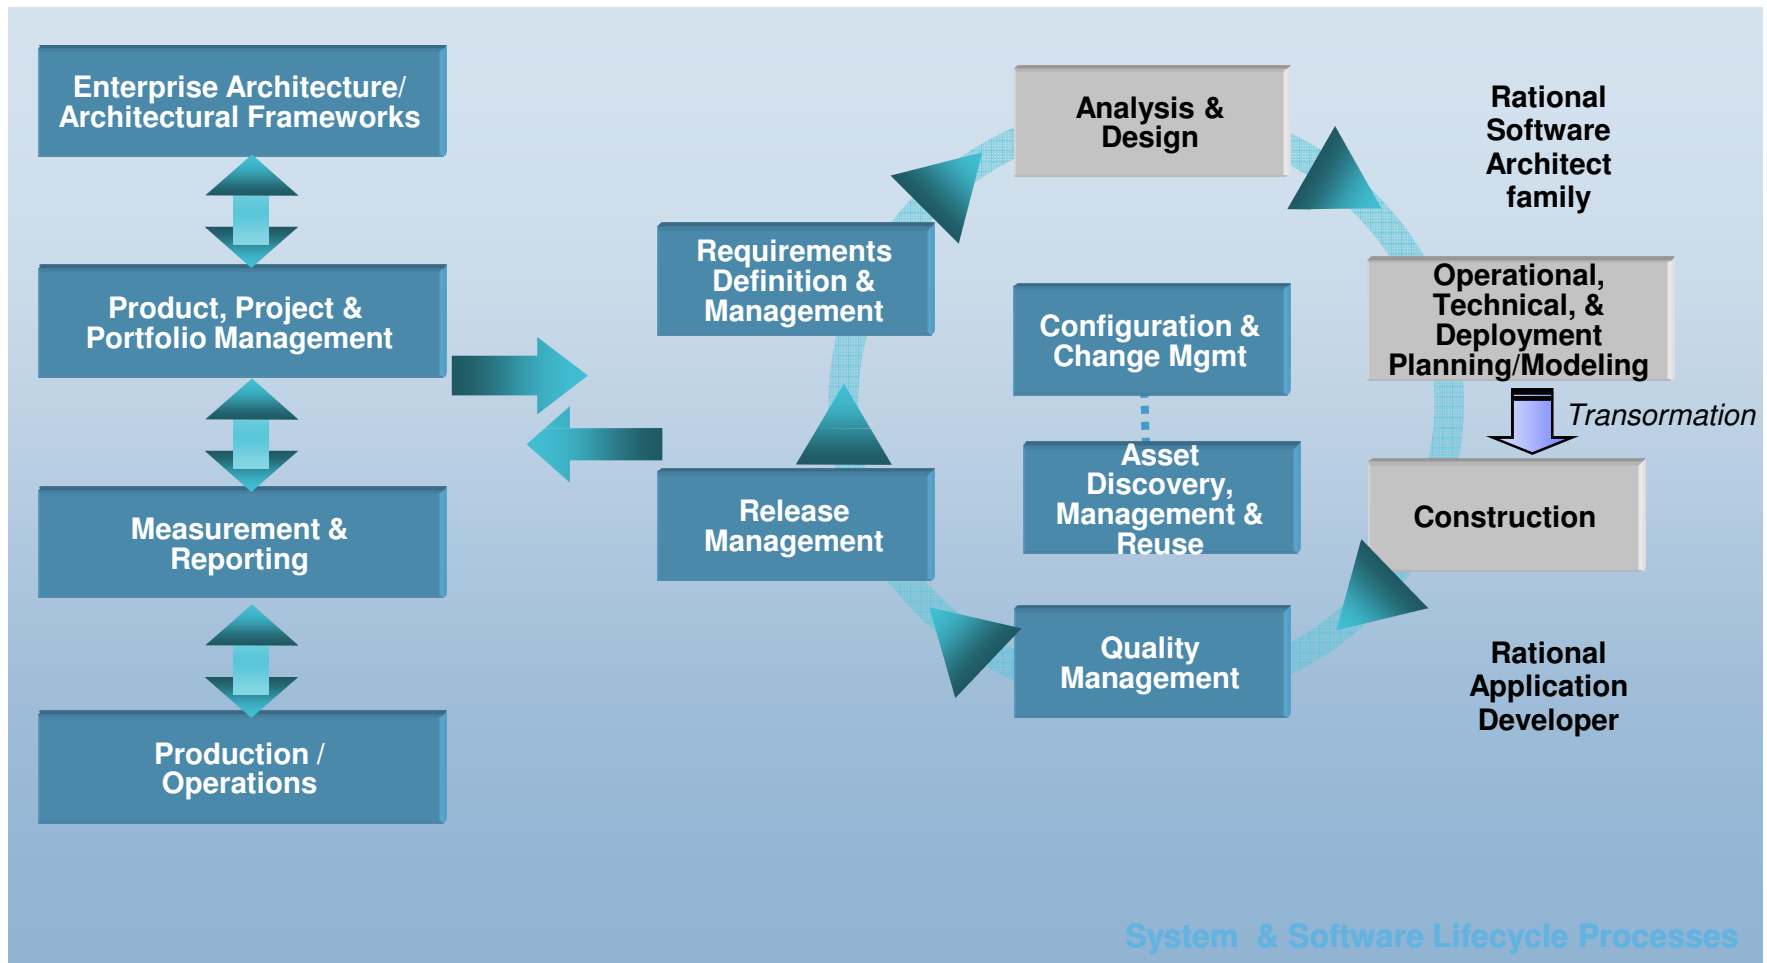 Enterprise Architecture/
Architectural Frameworks
Product, Project &
Portfolio Management
Measurement &
Reporting
Production /
Operations
Requirements
Definition &
Management
Release
Management
Analysis &
Design
Configuration &
Change Mgmt
Asset
Discovery,
Management &
Reuse
Quality
Management
Rational
Software
Architect
family
Operational,
Technical, &
Deployment
Planning/Modeling
Transormation
Construction
Rational
Application
Developer
System & Software Lifecycle Processes